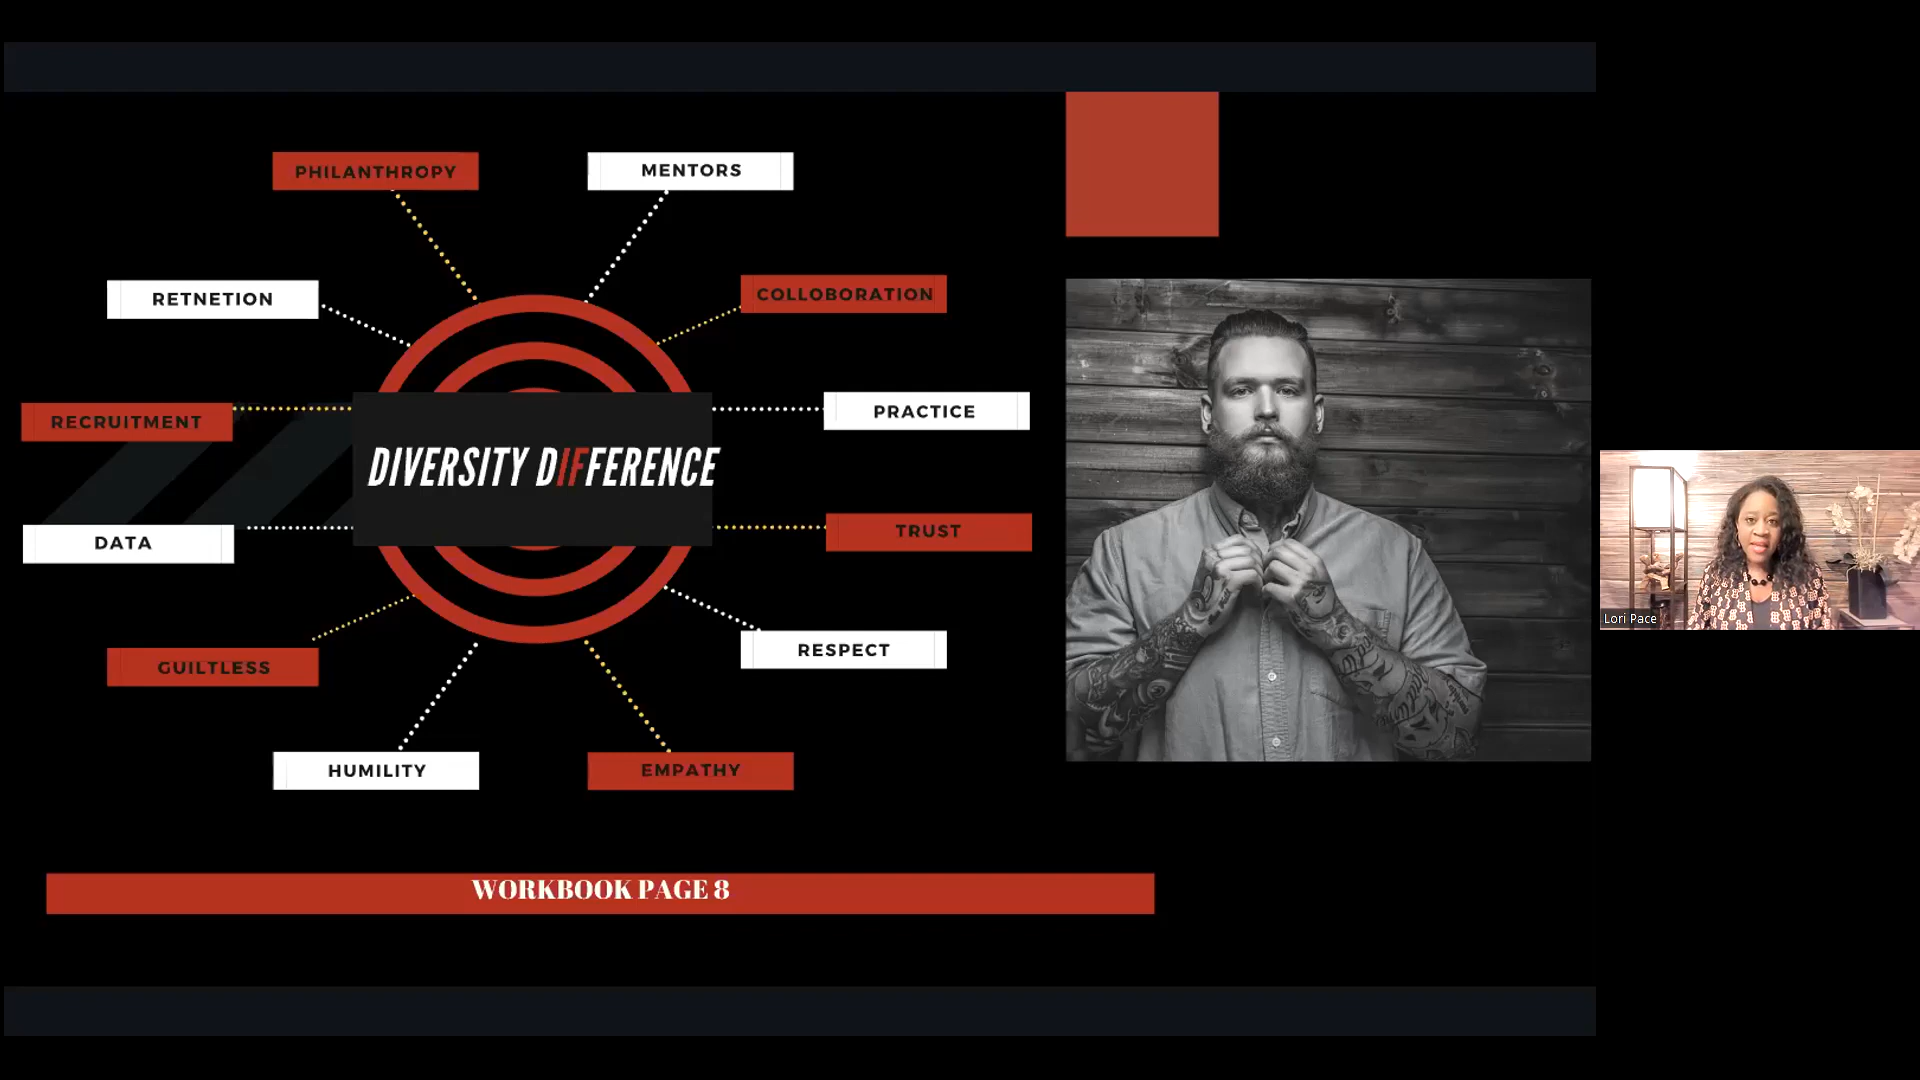 PHILANTHROPY
MENTORS
RETNETION
COLLOBORATION
RECRUITMENT
PRACTICE
DIVERSITY DIFFERENCE
DATA
TRUST
GUILTLESS
RESPECT
HUMILITY
EMPATHY
WORKBOOK PAGE 8
Lori Pace